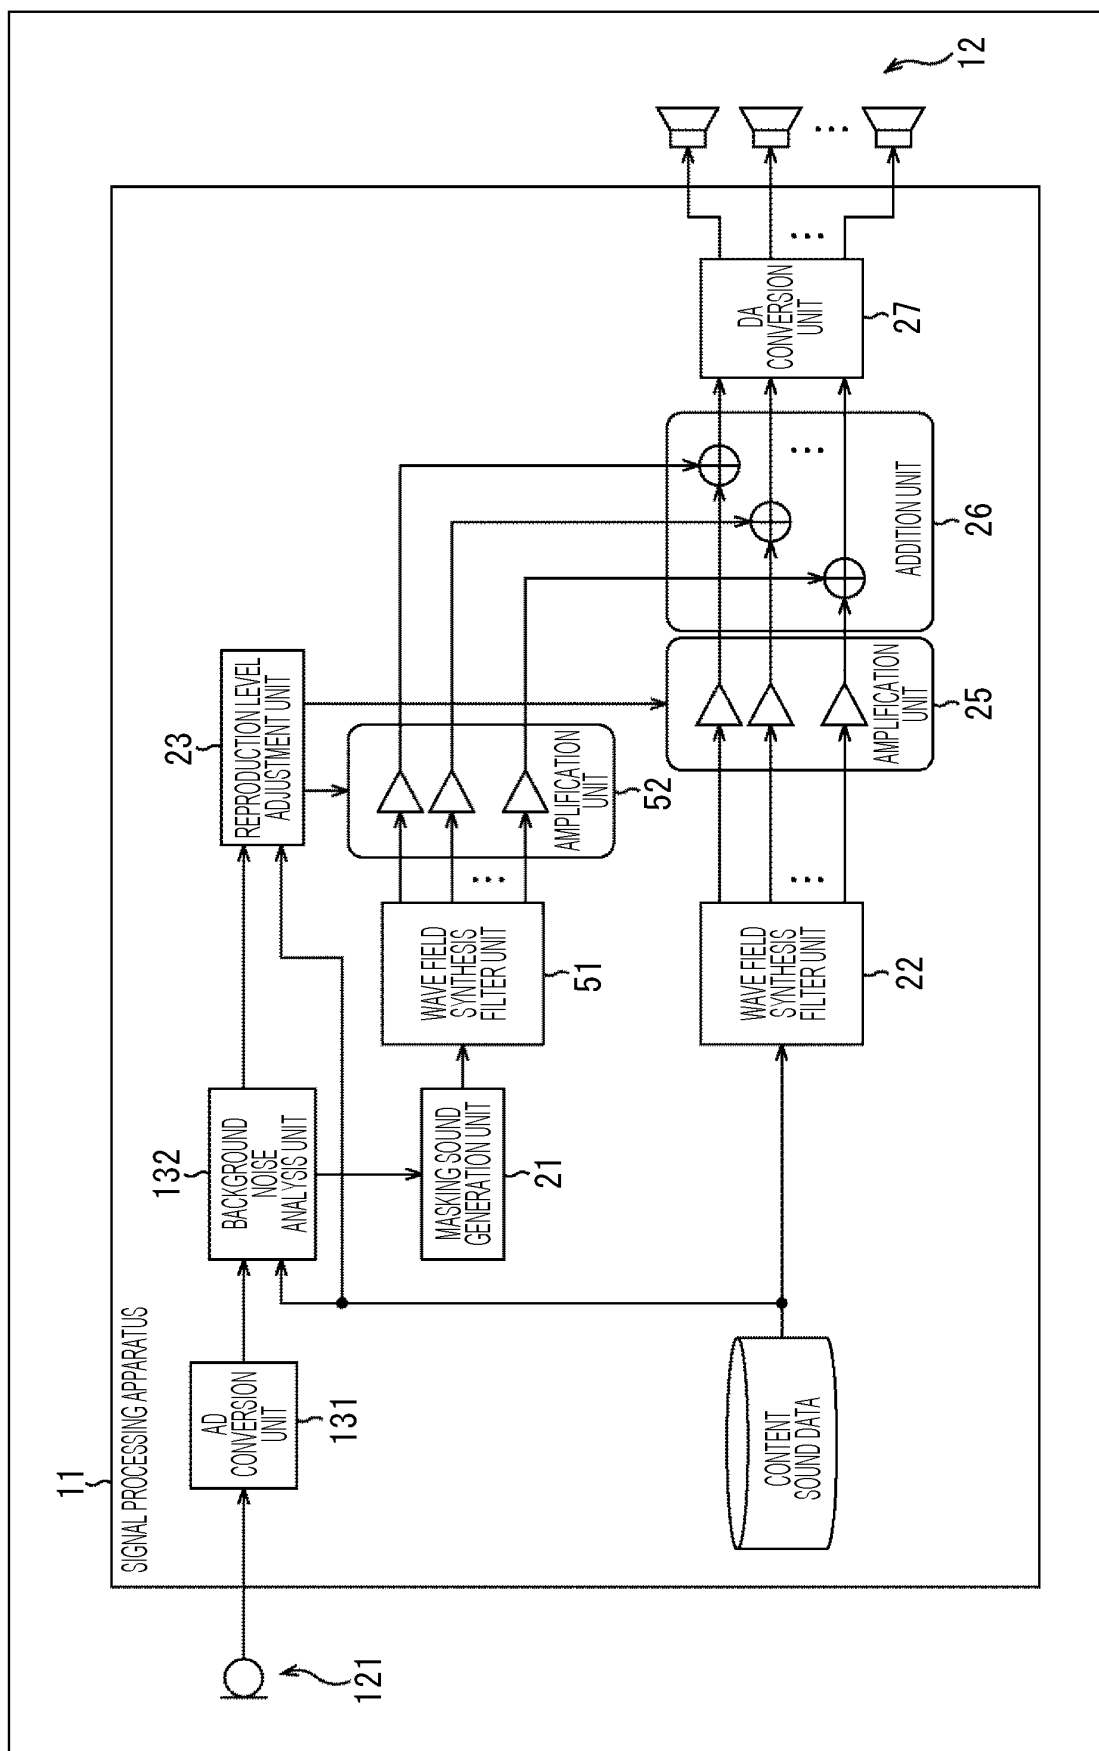 11
SIGNAL PROCESSING APPARATUS
121
AD
CONVERSION
UNIT
131
132
BACKGROUND
NOISE
ANALYSIS UNIT
23
REPRODUCTION LEVEL
ADJUSTMENT UNIT
MASKING SOUND
GENERATION UNIT
21
WAVE FIELD
SYNTHESIS
FILTER UNIT
51
...
AMPLIFICATION
UNIT
52
CONTENT
SOUND DATA
WAVE FIELD
SYNTHESIS
FILTER UNIT
22
...
AMPLIFICATION
UNIT
25
...
ADDITION UNIT
26
DA
CONVERSION
UNIT
27
...
...
12